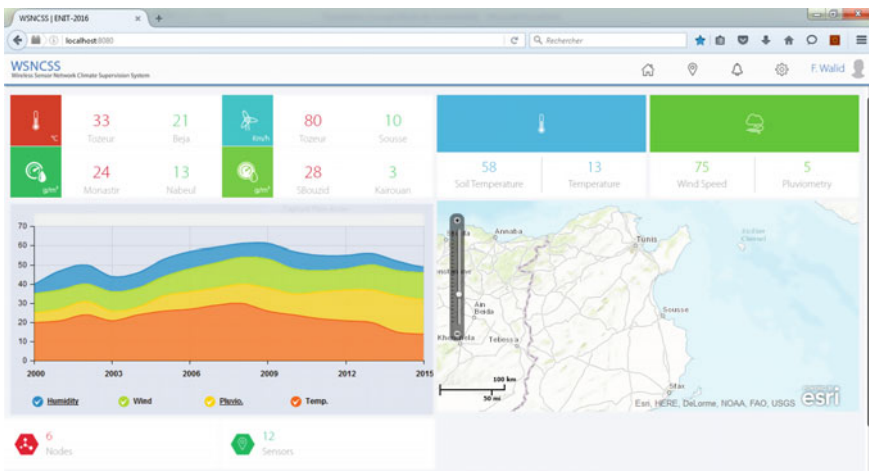 WSNCSS | ENIT-2016
localhost:8080
Rechercher
WSNCSS
Wireless Sensor Network Climate Supervision System
F. Walid
°C
33
Tozeur
21
Beja
Km/h
80
Tozeur
10
Sousse
g/m³
24
Monastir
13
Nabeul
g/m³
28
SBouzid
3
Kairouan
58
Soil Temperature
13
Temperature
75
Wind Speed
5
Pluviometry
70
60
50
40
30
20
10
0
2000
2003
2006
2009
2012
2015
Humidity
Wind
Pluvio.
Temp.
Annaba
Tunis
Sicilian
Channel
Ain
Beida
Tebessa
Sousse
Sfax
100 km
50 mi
Esri, HERE, DeLorme, NOAA, FAO, USGS
esri
6
Nodes
12
Sensors